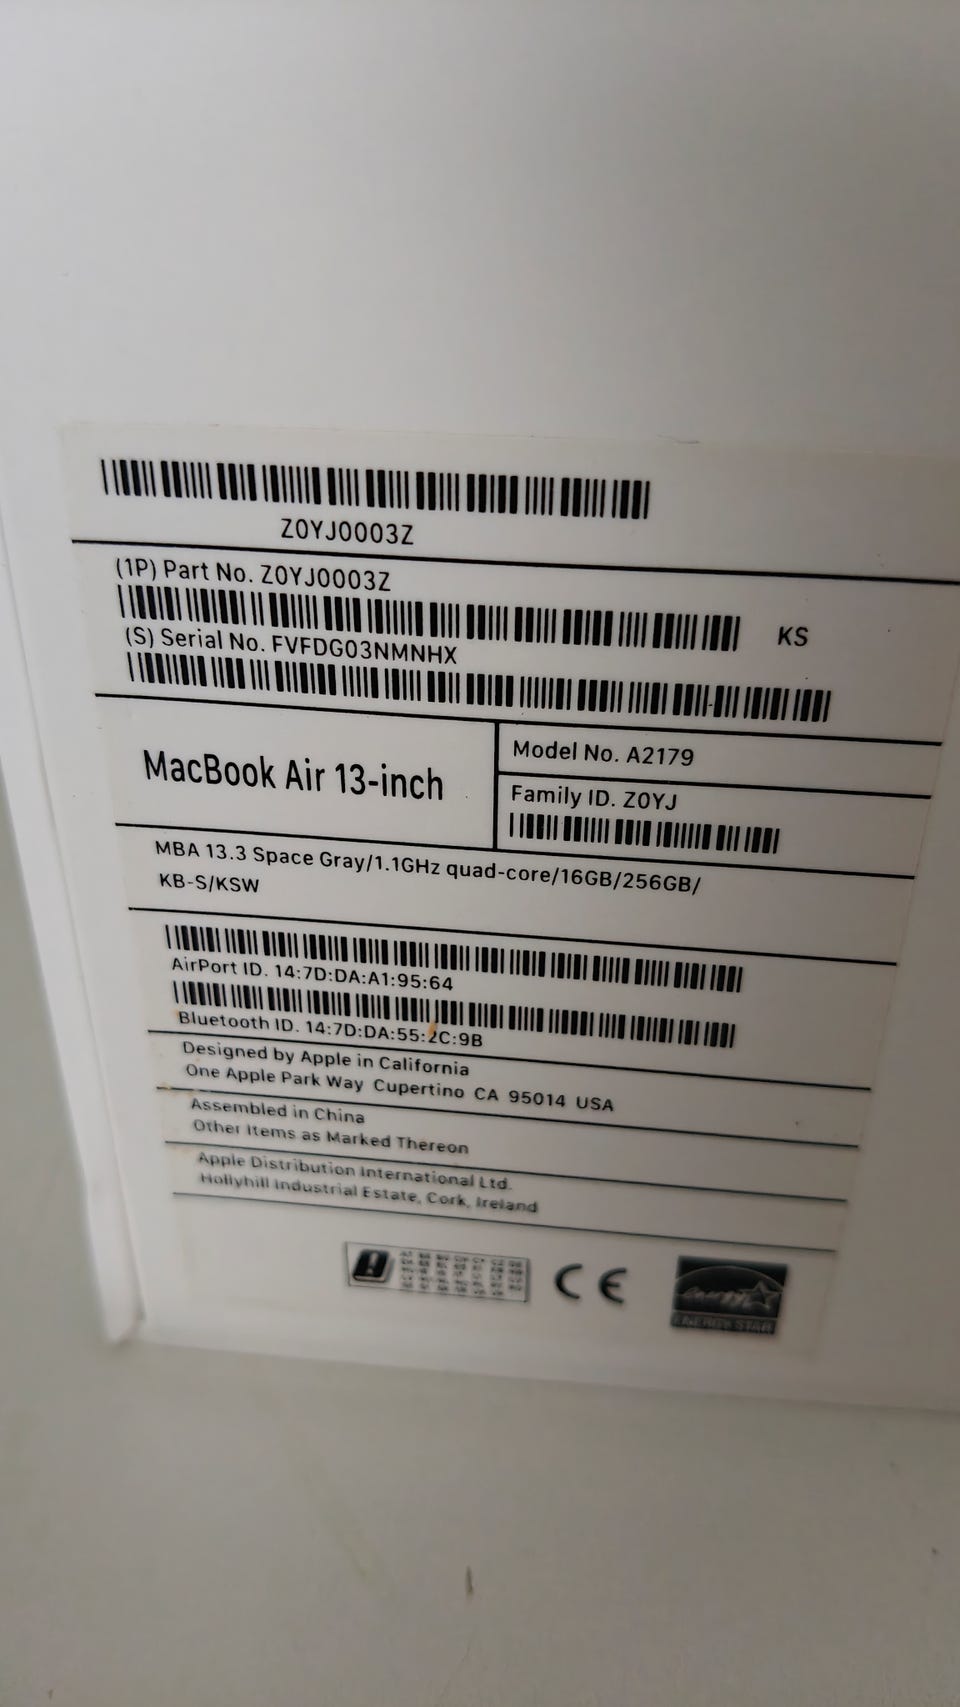 Z0YJ0003Z
(1P) Part No. Z0YJ0003Z
KS
(S) Serial No. FVFDG03NMNHX
MacBook Air 13-inch
Model No. A2179
Family ID. Z0YJ
MBA 13.3 Space Gray/1.1GHz quad-core/16GB/256GB/
KB-S/KSW
AirPort ID. 14:7D:DA:A1:95:64
Bluetooth ID. 14:7D:DA:55:2C:9B
Designed by Apple in California
One Apple Park Way Cupertino CA 95014 USA
Assembled in China
Other Items as Marked Thereon
Apple Distribution International Ltd.
Hollyhill Industrial Estate, Cork, Ireland
CE
energy
ENERGY STAR